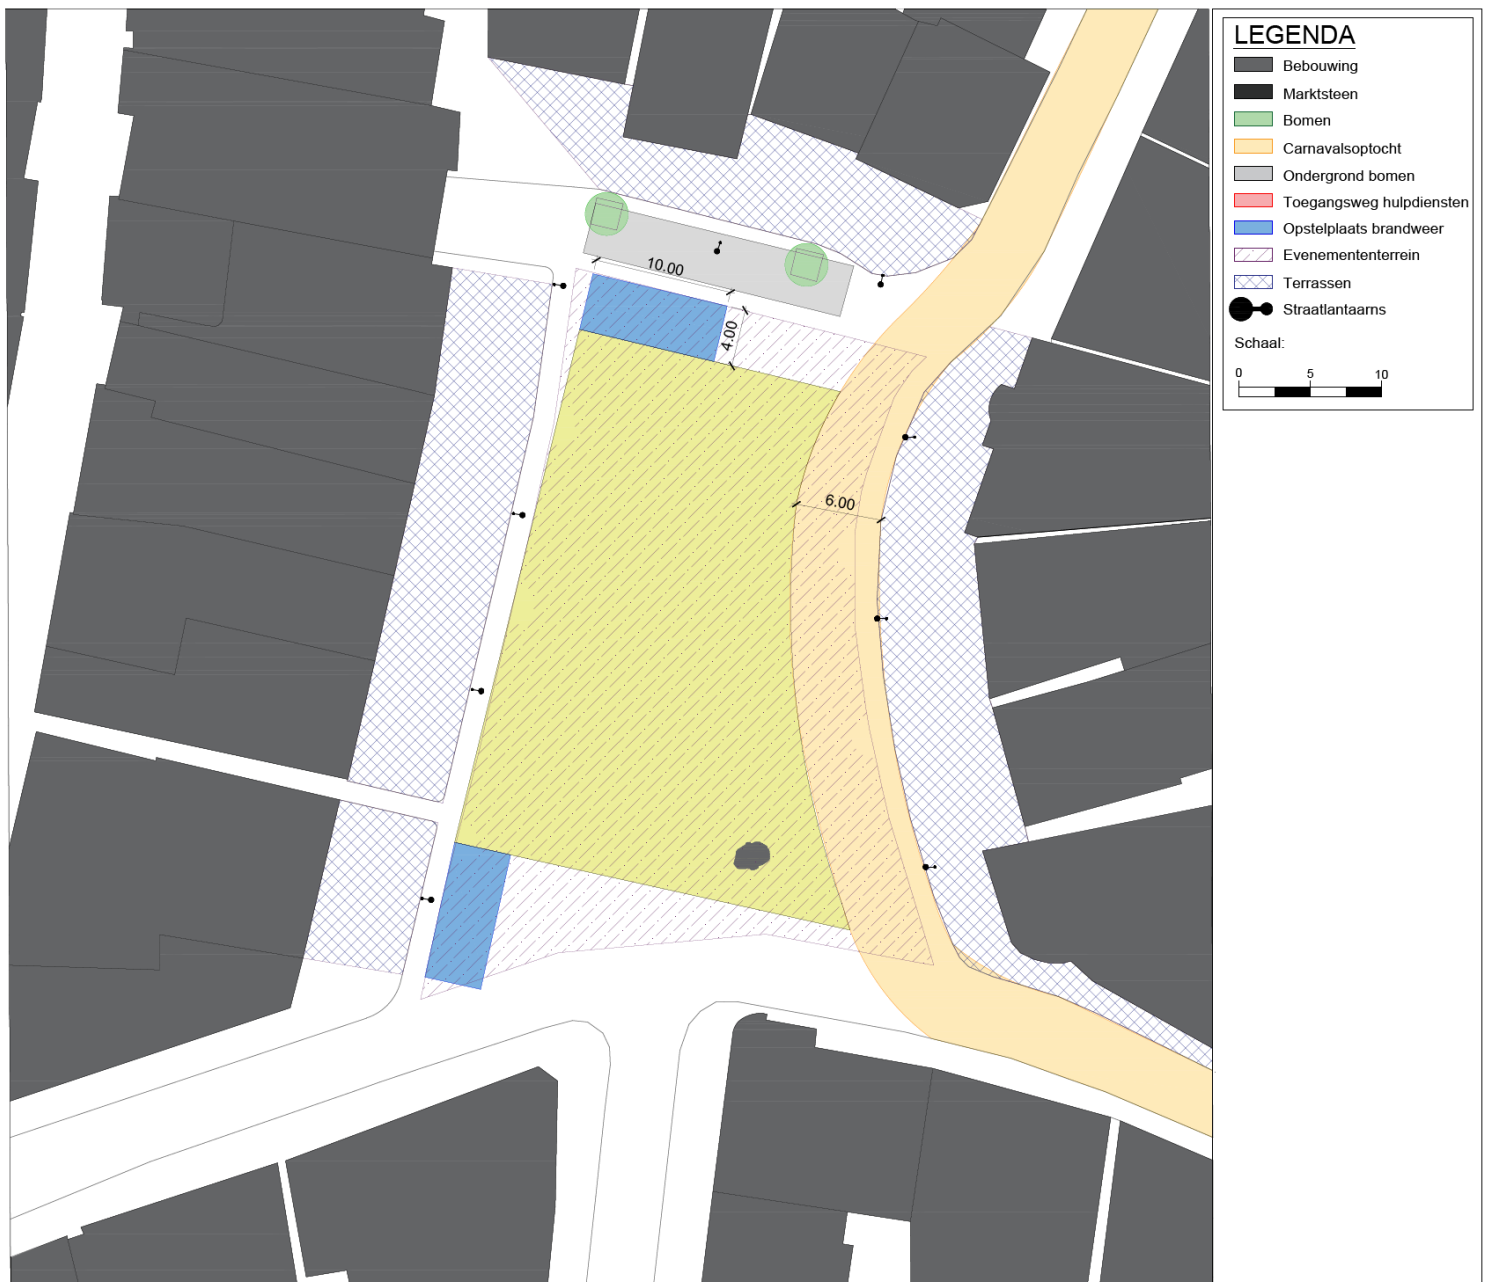 LEGENDA
Bebouwing
Marktsteen
Bomen
Carnavalsoptocht
Ondergrond bomen
Toegangsweg hulpdiensten
Opstelplaats brandweer
Evenemententerrein
Terrassen
Straatlantaarns
Schaal:
0 5 10
10.00
4.00
6.00